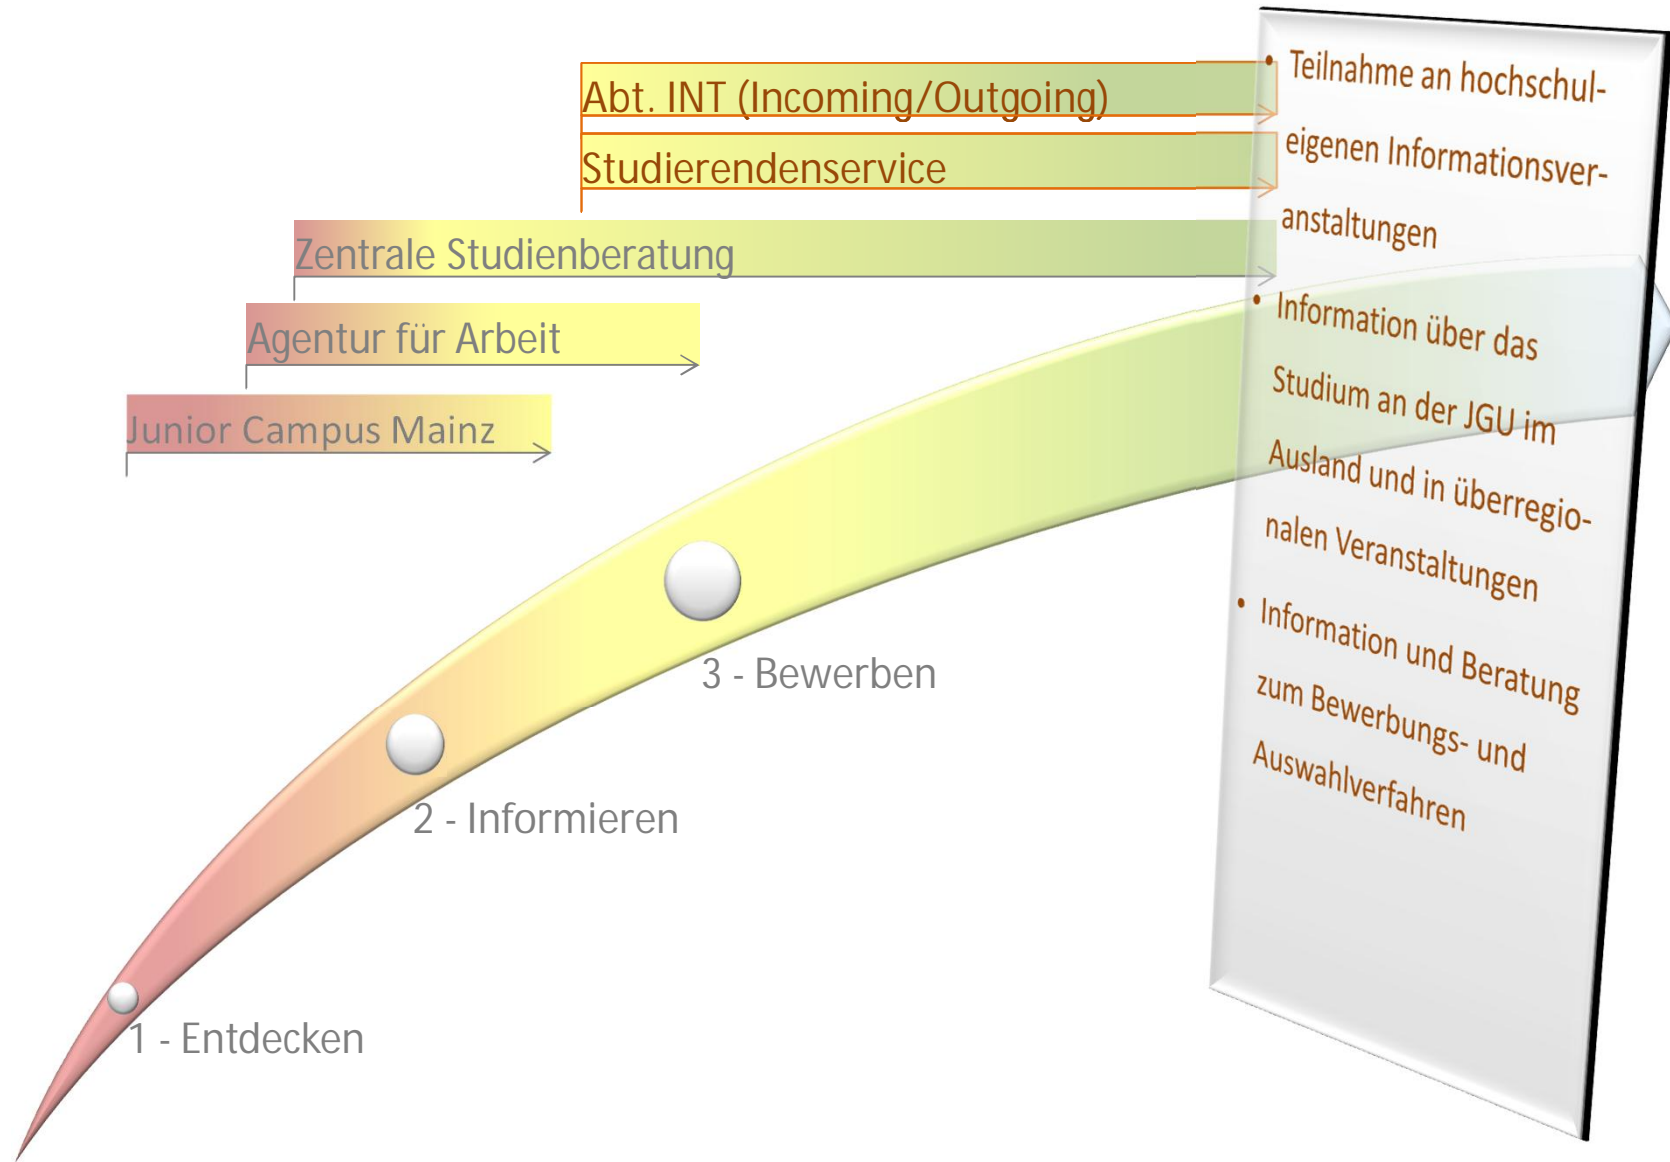 Abt. INT (Incoming/Outgoing)
Studierendenservice
Zentrale Studienberatung
Agentur für Arbeit
Junior Campus Mainz
3 - Bewerben
2 - Informieren
1 - Entdecken
• Teilnahme an hochschul-
eigenen Informationsver-
anstaltungen
• Information über das
Studium an der JGU im
Ausland und in überregio-
nalen Veranstaltungen
• Information und Beratung
zum Bewerbungs- und
Auswahlverfahren